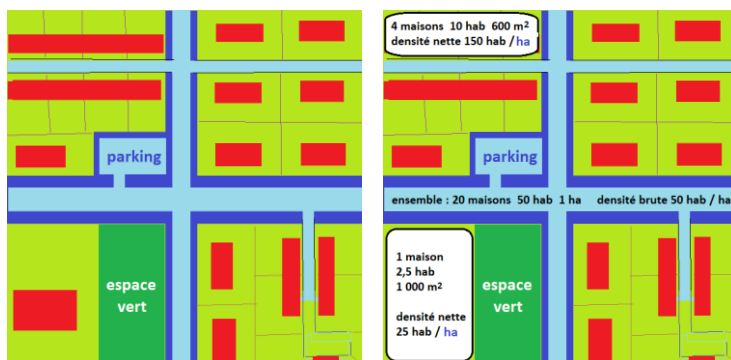 parking
espace
vert
4 maisons 10 hab 600 m²
densité nette 150 hab / ha
parking
ensemble : 20 maisons 50 hab 1 ha densité brute 50 hab / ha
1 maison
2,5 hab
1 000 m²
densité nette
25 hab / ha
espace
vert